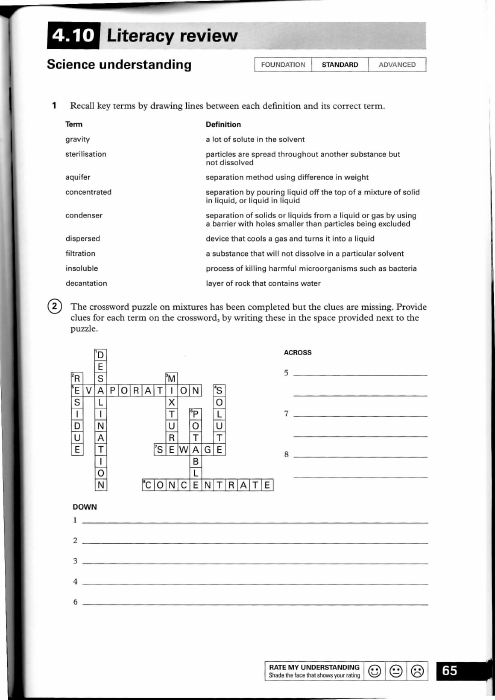 4.10 Literacy review
Science understanding
FOUNDATION STANDARD ADVANCED
1 Recall key terms by drawing lines between each definition and its correct term.
Term Definition
gravity a lot of solute in the solvent
sterilisation particles are spread throughout another substance but
not dissolved
aquifer separation method using difference in weight
concentrated separation by pouring liquid off the top of a mixture of solid
in liquid, or liquid in liquid
condenser separation of solids or liquids from a liquid or gas by using
a barrier with holes smaller than particles being excluded
dispersed device that cools a gas and turns it into a liquid
filtration a substance that will not dissolve in a particular solvent
insoluble process of killing harmful microorganisms such as bacteria
decantation layer of rock that contains water
2 The crossword puzzle on mixtures has been completed but the clues are missing. Provide
clues for each term on the crossword, by writing these in the space provided next to the
puzzle.
D
E
R S M
E V A P O R A T I O N S
S L X O
I I T P L
D N U O U
U A R T T
E T S E W A G E
I B
O L
N C O N C E N T R A T E
ACROSS
5
7
8
DOWN
1
2
3
4
6
RATE MY UNDERSTANDING
Shade the face that shows your rating
65